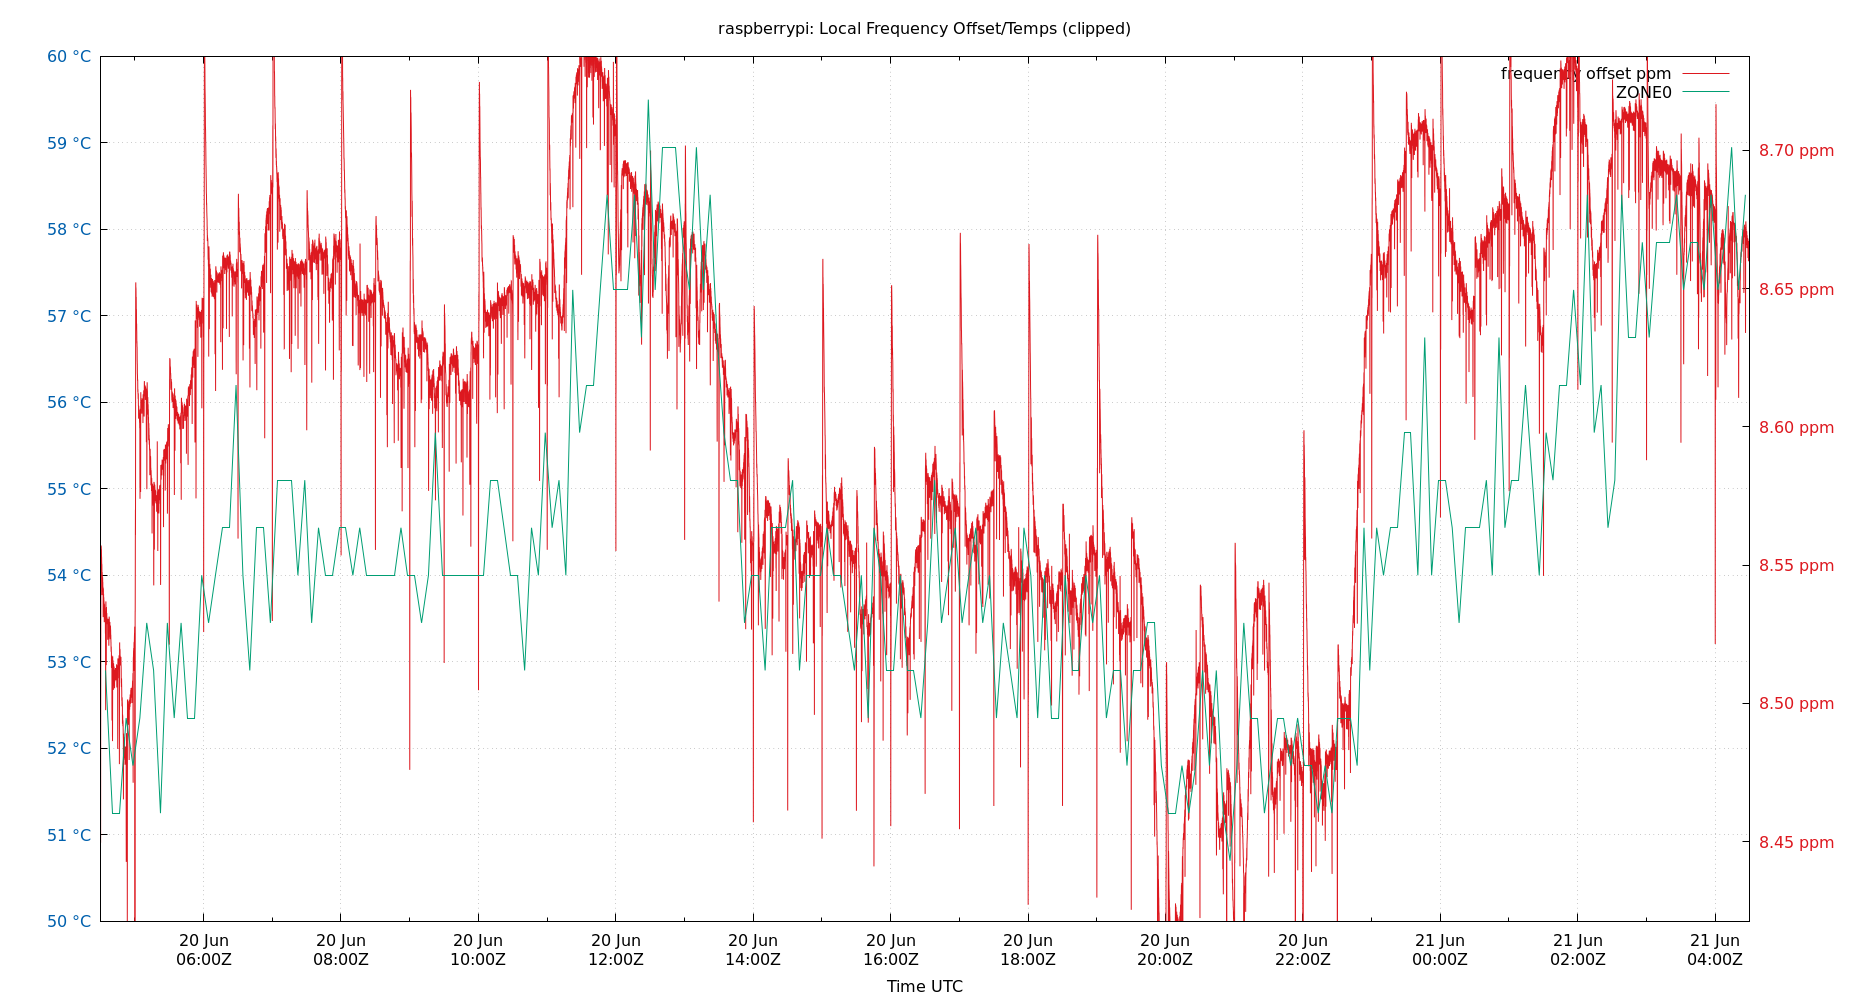 raspberrypi: Local Frequency Offset/Temps (clipped)
60 °C
59 °C
58 °C
57 °C
56 °C
55 °C
54 °C
53 °C
52 °C
51 °C
50 °C
frequency offset ppm
ZONE0
8.70 ppm
8.65 ppm
8.60 ppm
8.55 ppm
8.50 ppm
8.45 ppm
20 Jun 20 Jun 20 Jun 20 Jun 20 Jun 20 Jun 20 Jun 20 Jun 20 Jun 21 Jun 21 Jun 21 Jun
06:00Z 08:00Z 10:00Z 12:00Z 14:00Z 16:00Z 18:00Z 20:00Z 22:00Z 00:00Z 02:00Z 04:00Z
Time UTC